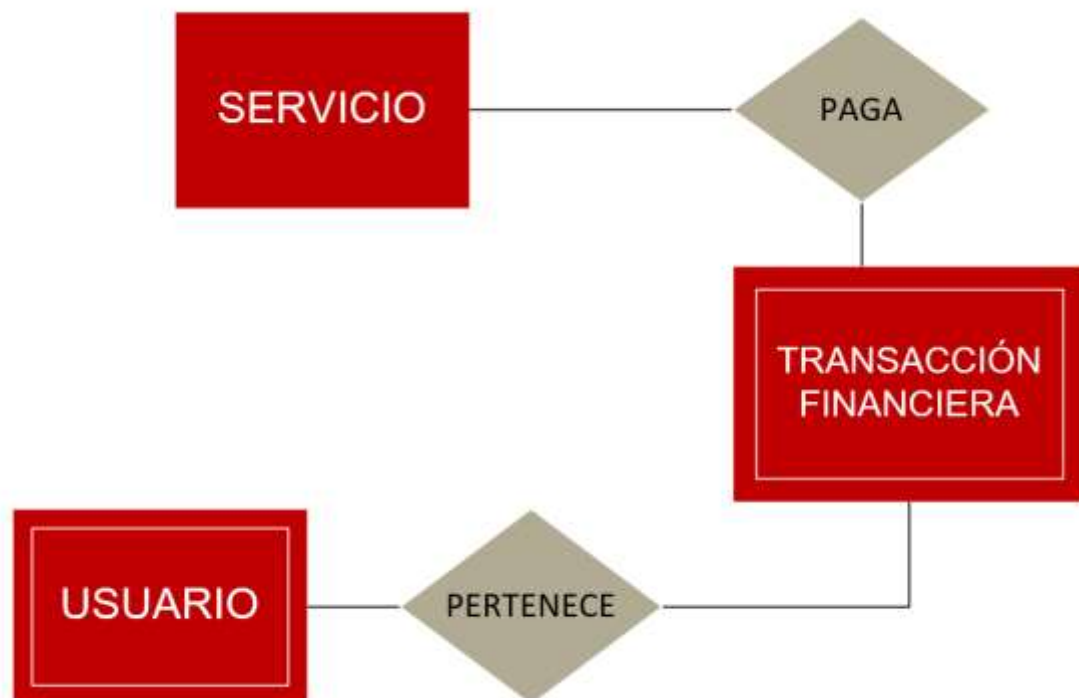 SERVICIO
PAGA
TRANSACCIÓN
FINANCIERA
USUARIO
PERTENECE